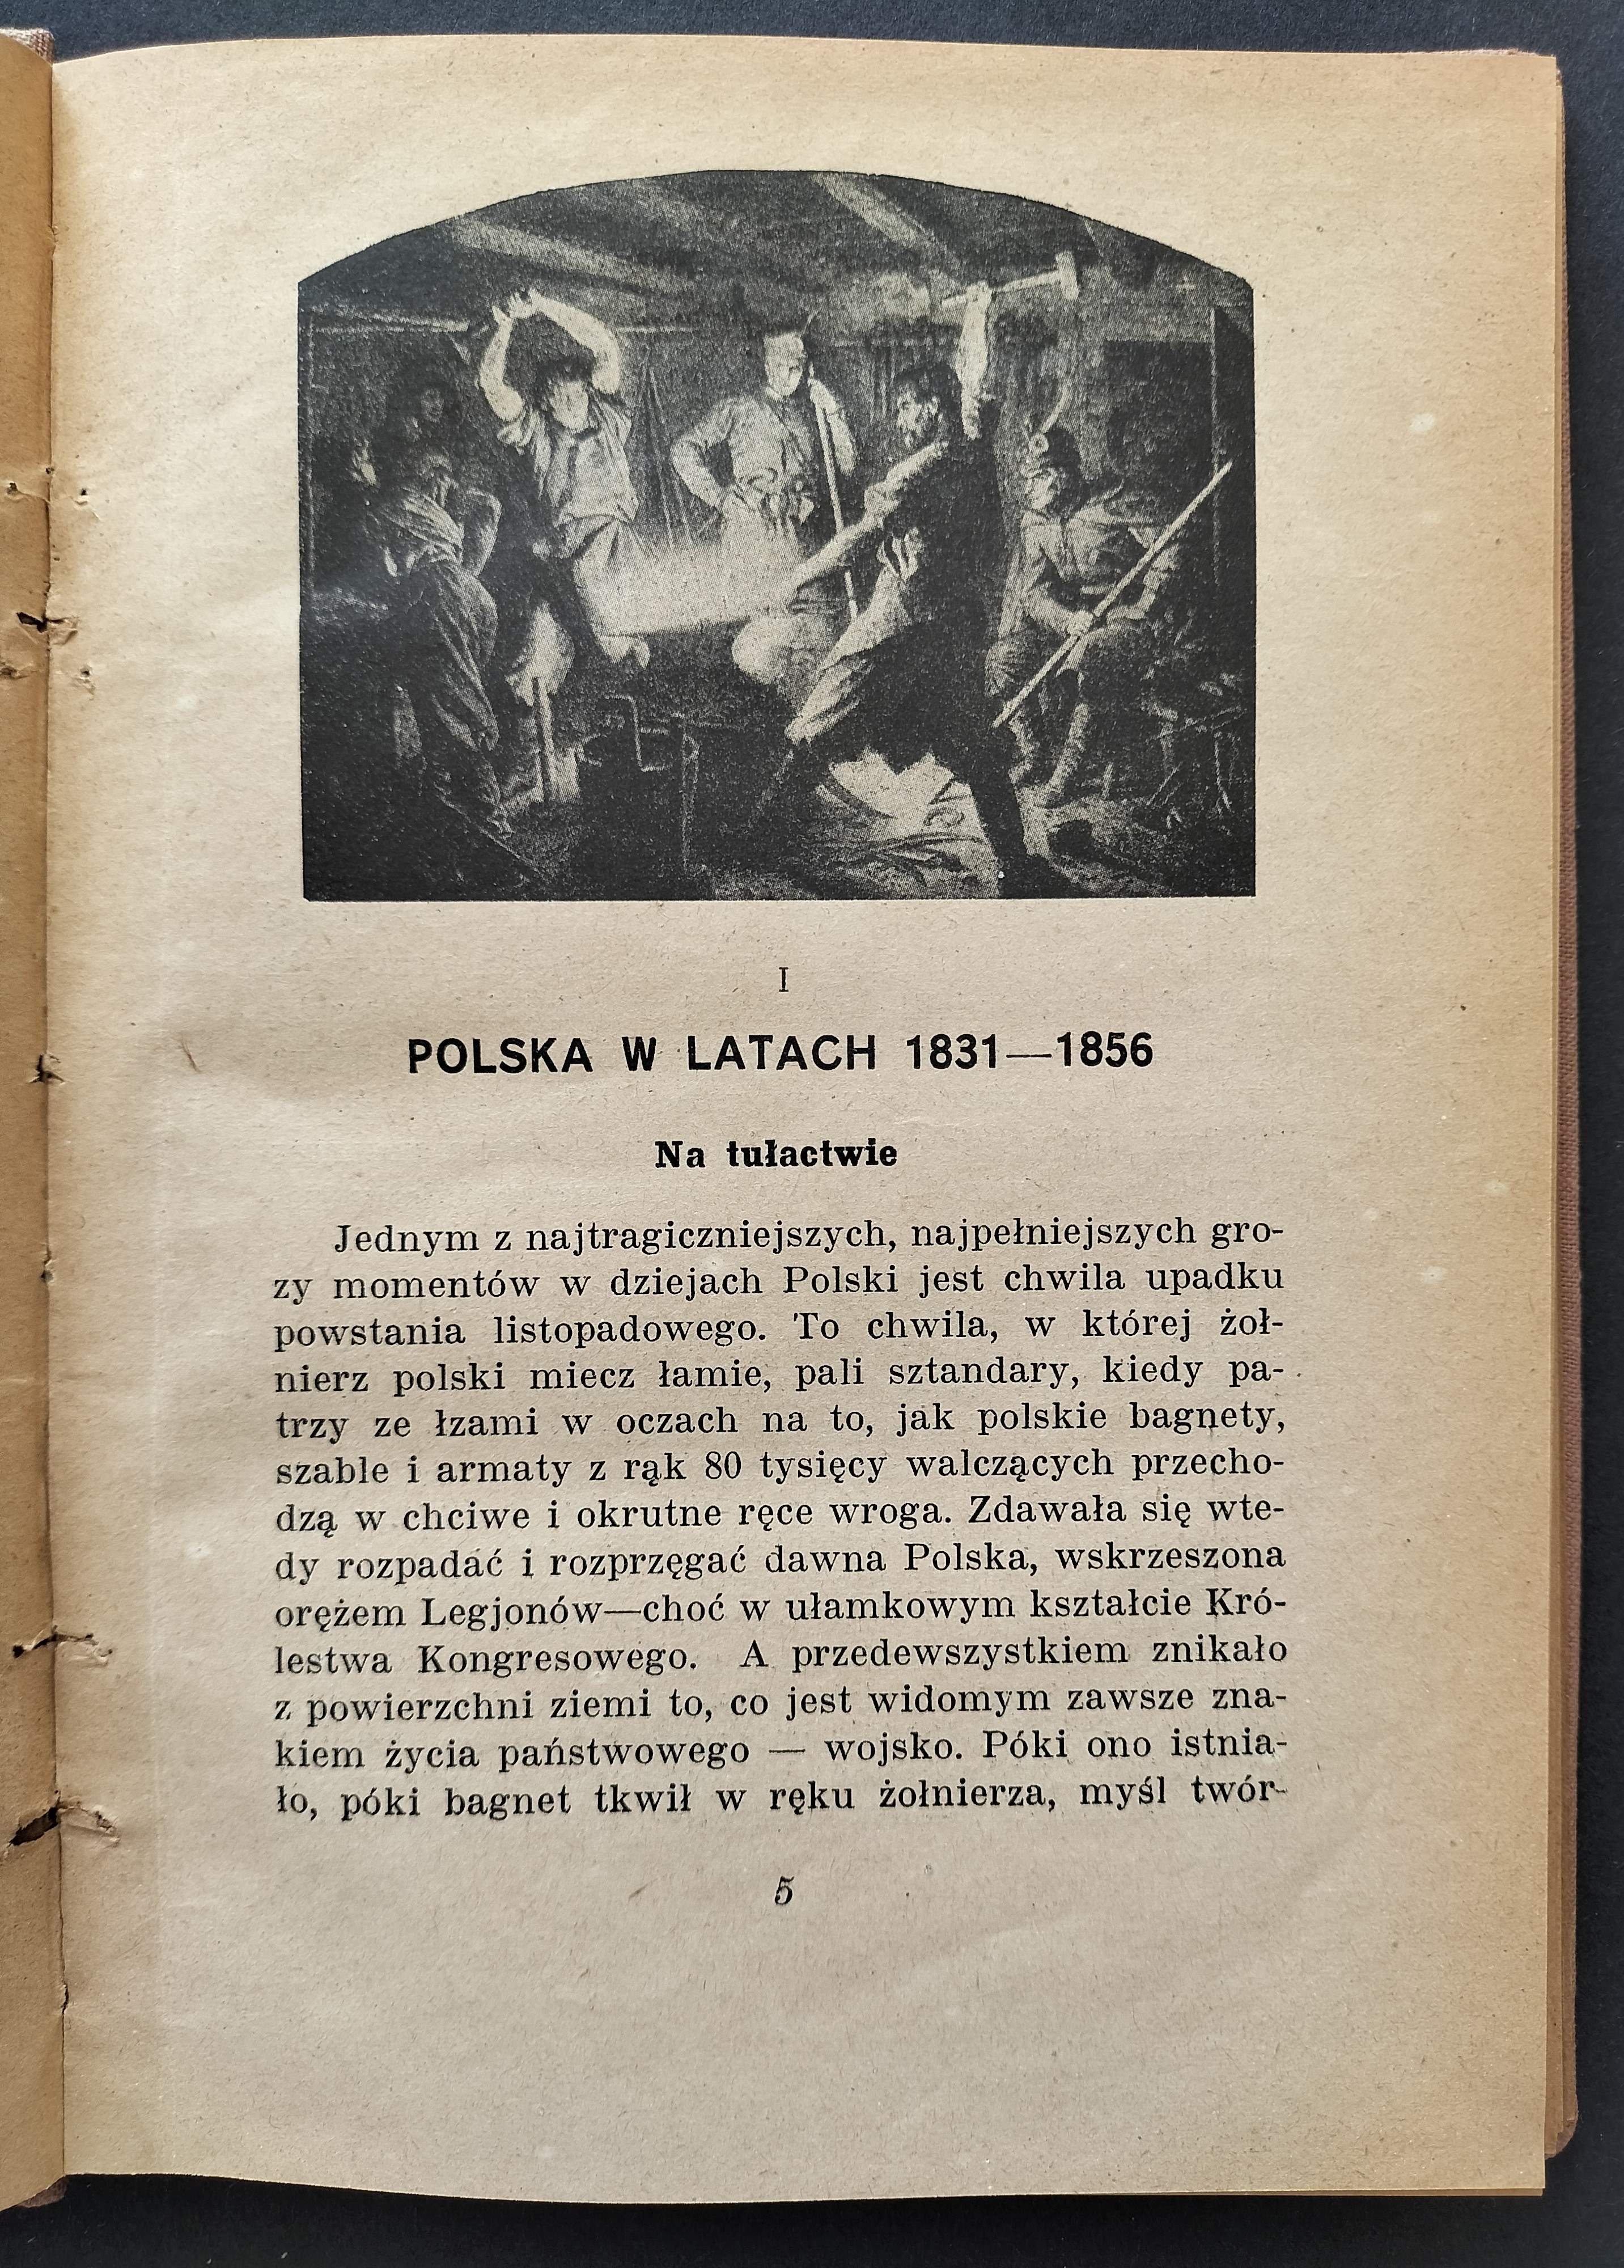 I
POLSKA W LATACH 1831—1856
Na tułactwie
Jednym z najtragiczniejszych, najpełniejszych gro-
zy momentów w dziejach Polski jest chwila upadku
powstania listopadowego. To chwila, w której żoł-
nierz polski miecz łamie, pali sztandary, kiedy pa-
trzy ze łzami w oczach na to, jak polskie bagnety,
szable i armaty z rąk 80 tysięcy walczących przecho-
dzą w chciwe i okrutne ręce wroga. Zdawała się wte-
dy rozpadać i rozprzęgać dawna Polska, wskrzeszona
orężem Legjonów—choć w ułamkowym kształcie Kró-
lestwa Kongresowego. A przedewszystkiem znikało
z powierzchni ziemi to, co jest widomym zawsze zna-
kiem życia państwowego — wojsko. Póki ono istnia-
ło, póki bagnet tkwił w ręku żołnierza, myśl twór-
5